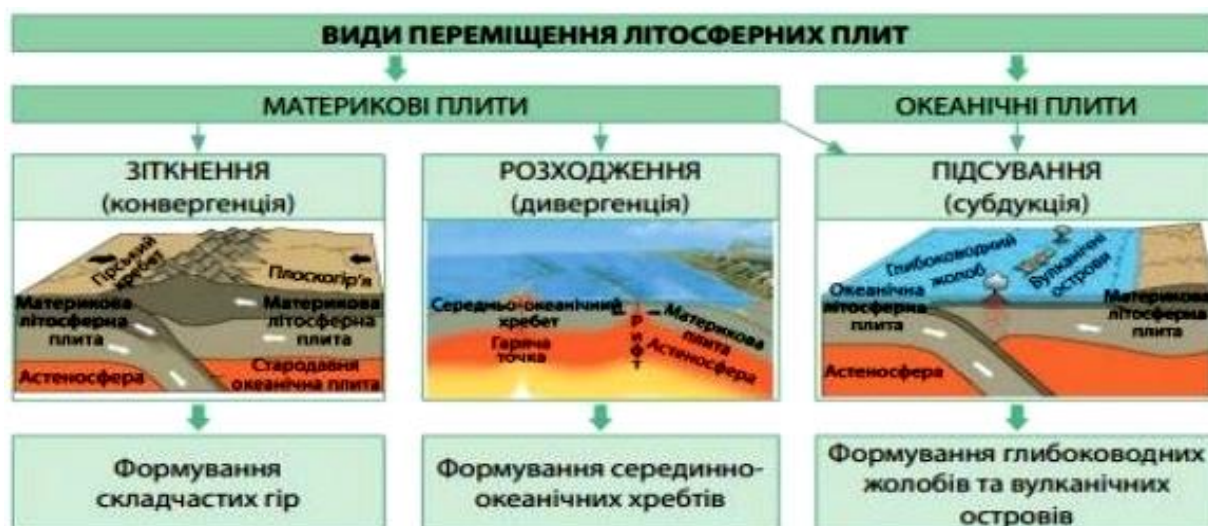 ВИДИ ПЕРЕМІЩЕННЯ ЛІТОСФЕРНИХ ПЛИТ
МАТЕРИКОВІ ПЛИТИ
ОКЕАНІЧНІ ПЛИТИ
ЗІТКНЕННЯ
(конвергенція)
Гірський
хребет
Плоскогір'я
Материкова
літосферна
плита
Материкова
літосферна
плита
Астеносфера
Стародавня
океанічна плита
Формування
складчастих гір
РОЗХОДЖЕННЯ
(дивергенція)
Середньо-океанічний
хребет
Гаряча
точка
Рифт
Материкова
плита
Астеносфера
Формування серединно-
океанічних хребтів
ПІДСУВАННЯ
(субдукція)
Глибоководний
жолоб
Вулканічні
острови
Океанічна
літосферна
плита
Материкова
літосферна
плита
Астеносфера
Формування глибоководних
жолобів та вулканічних
островів